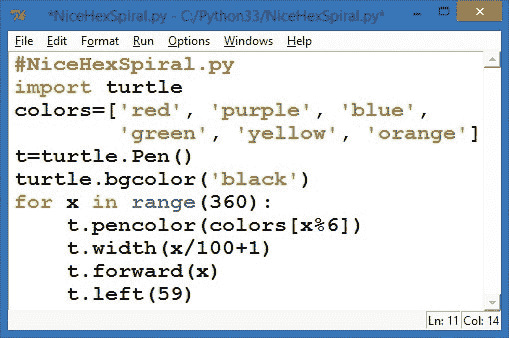 *NiceHexSpiral.py - C:/Python33/NiceHexSpiral.py*
File Edit Format Run Options Windows Help
#NiceHexSpiral.py
import turtle
colors=['red', 'purple', 'blue',
        'green', 'yellow', 'orange']
t=turtle.Pen()
turtle.bgcolor('black')
for x in range(360):
    t.pencolor(colors[x%6])
    t.width(x/100+1)
    t.forward(x)
    t.left(59)
Ln: 11 Col: 14